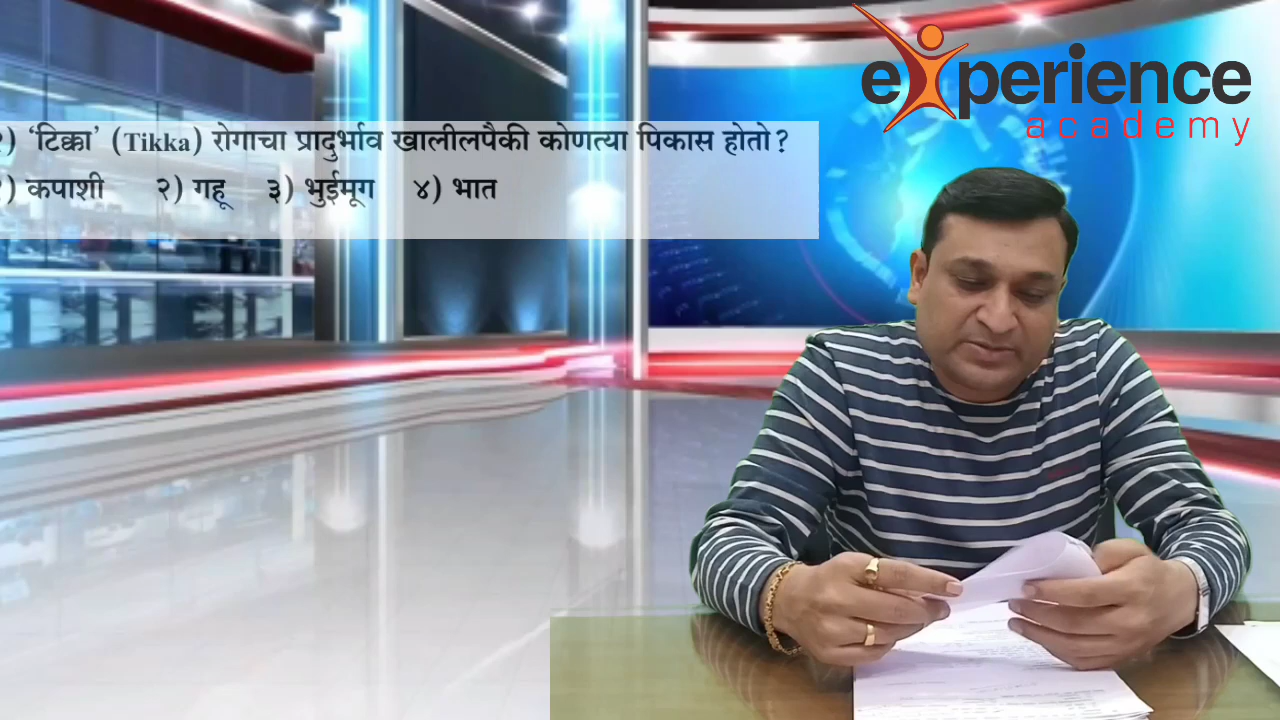 experience
academy
) ‘टिक्का’ (Tikka) रोगाचा प्रादुर्भाव खालीलपैकी कोणत्या पिकास होतो?
) कपाशी २) गहू ३) भुईमूग ४) भात